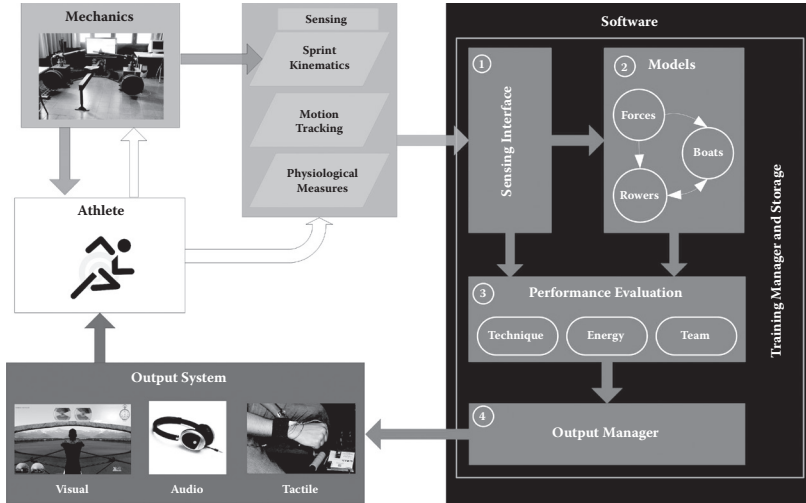 Mechanics
Sensing
Sprint
Kinematics
Motion
Tracking
Physiological
Measures
Athlete
Output System
Visual
Audio
Tactile
Software
1
Sensing Interface
2
Models
Forces
Boats
Rowers
3
Performance Evaluation
Technique
Energy
Team
4
Output Manager
Training Manager and Storage